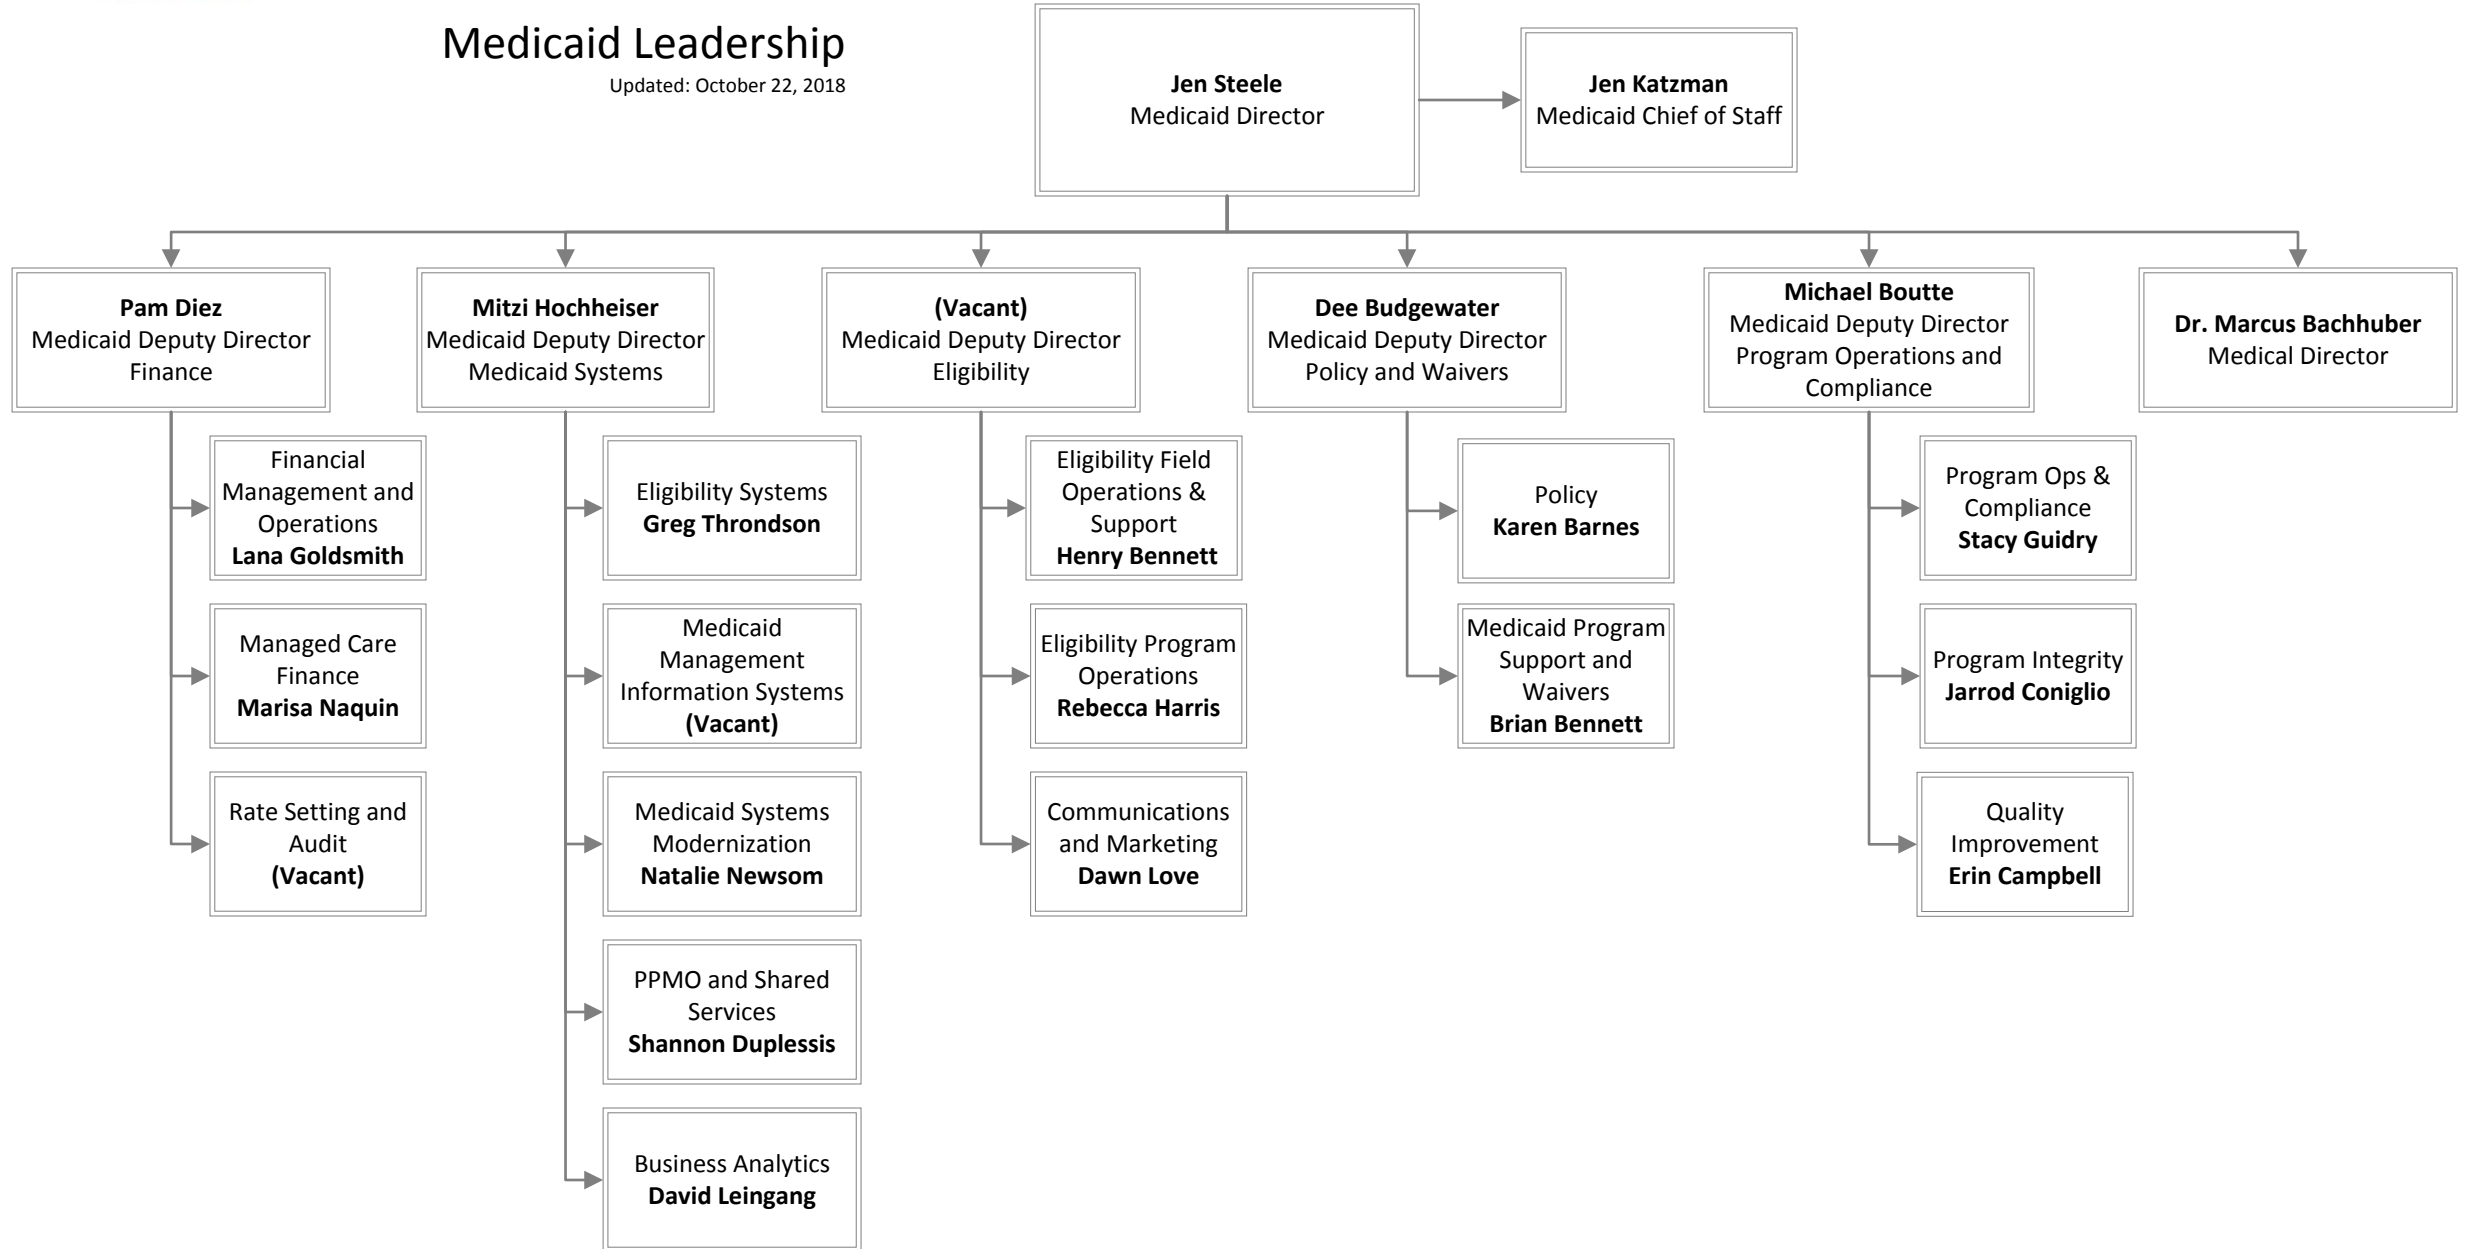 Medicaid Leadership
Updated: October 22, 2018
Jen Steele
Medicaid Director
Jen Katzman
Medicaid Chief of Staff
Pam Diez
Medicaid Deputy Director
Finance
Mitzi Hochheiser
Medicaid Deputy Director
Medicaid Systems
(Vacant)
Medicaid Deputy Director
Eligibility
Dee Budgewater
Medicaid Deputy Director
Policy and Waivers
Michael Boutte
Medicaid Deputy Director
Program Operations and
Compliance
Dr. Marcus Bachhuber
Medical Director
Financial
Management and
Operations
Lana Goldsmith
Managed Care
Finance
Marisa Naquin
Rate Setting and
Audit
(Vacant)
Eligibility Systems
Greg Throndson
Medicaid
Management
Information Systems
(Vacant)
Medicaid Systems
Modernization
Natalie Newsom
PPMO and Shared
Services
Shannon Duplessis
Business Analytics
David Leingang
Eligibility Field
Operations &
Support
Henry Bennett
Eligibility Program
Operations
Rebecca Harris
Communications
and Marketing
Dawn Love
Policy
Karen Barnes
Medicaid Program
Support and
Waivers
Brian Bennett
Program Ops &
Compliance
Stacy Guidry
Program Integrity
Jarrod Coniglio
Quality
Improvement
Erin Campbell